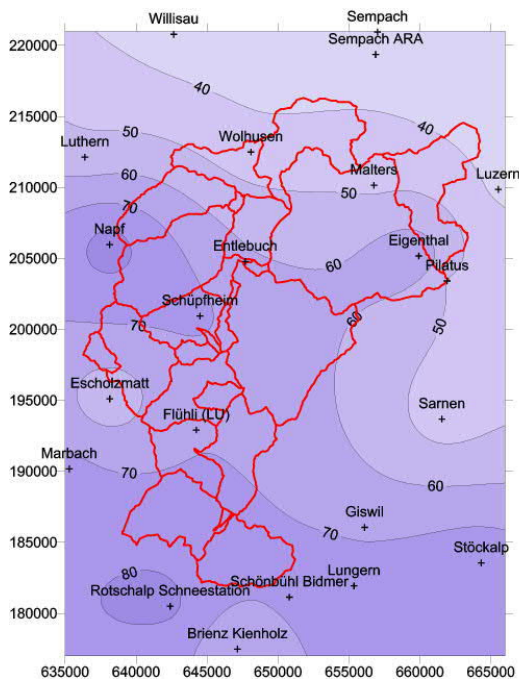 Willisau
Sempach
220000
Sempach ARA
40
215000
50
40
Luthern
Wolhusen
60
Malters
Luzern
210000
50
70
Napf
Entlebuch
Eigenthal
205000
60
Pilatus
Schüpfheim
200000
70
60
50
Escholzmatt
195000
Flühli (LU)
Sarnen
Marbach
190000
70
60
Giswil
70
185000
Stöckalp
80
Rotschalp Schneestation
Schönbühl Bidmer
Lungern
180000
Brienz Kienholz
635000 640000 645000 650000 655000 660000 665000